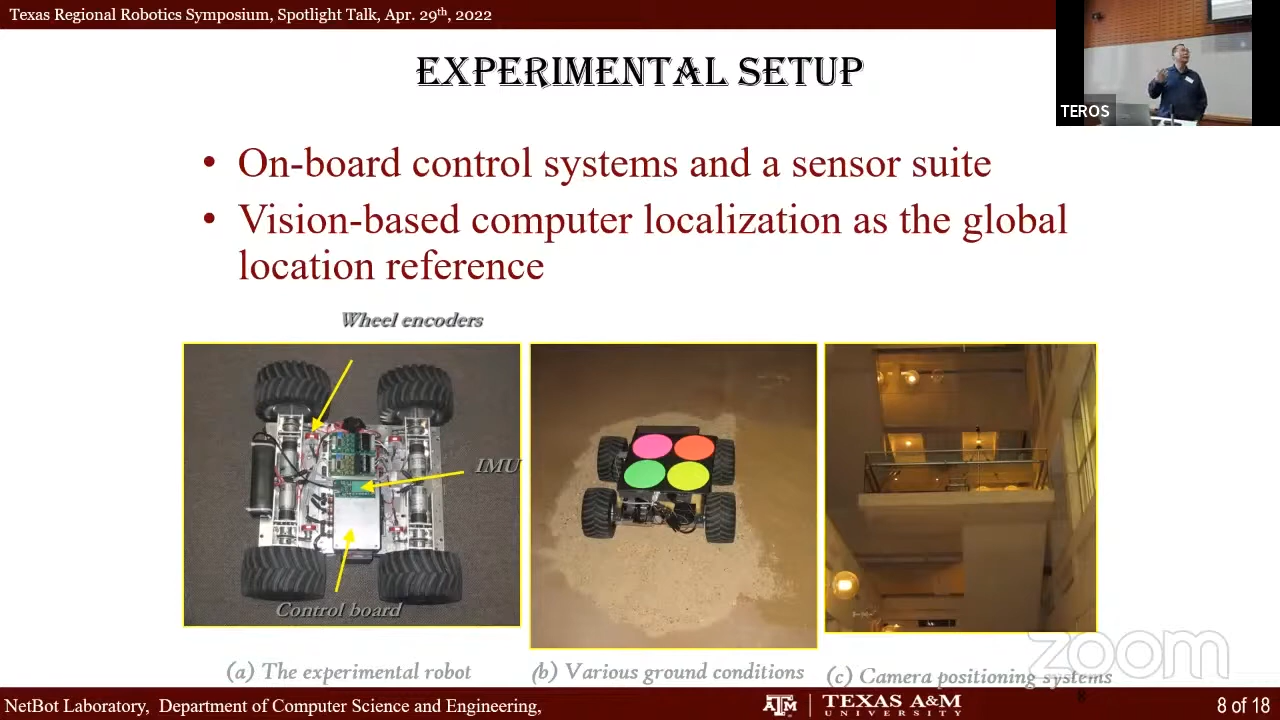 Texas Regional Robotics Symposium, Spotlight Talk, Apr. 29th, 2022
EXPERIMENTAL SETUP
TEROS
• On-board control systems and a sensor suite
• Vision-based computer localization as the global
location reference
Wheel encoders
IMU
Control board
(a) The experimental robot
(b) Various ground conditions
(c) Camera positioning systems
zoom
8
NetBot Laboratory, Department of Computer Science and Engineering,
ATM
TEXAS A&M
UNIVERSITY
8 of 18